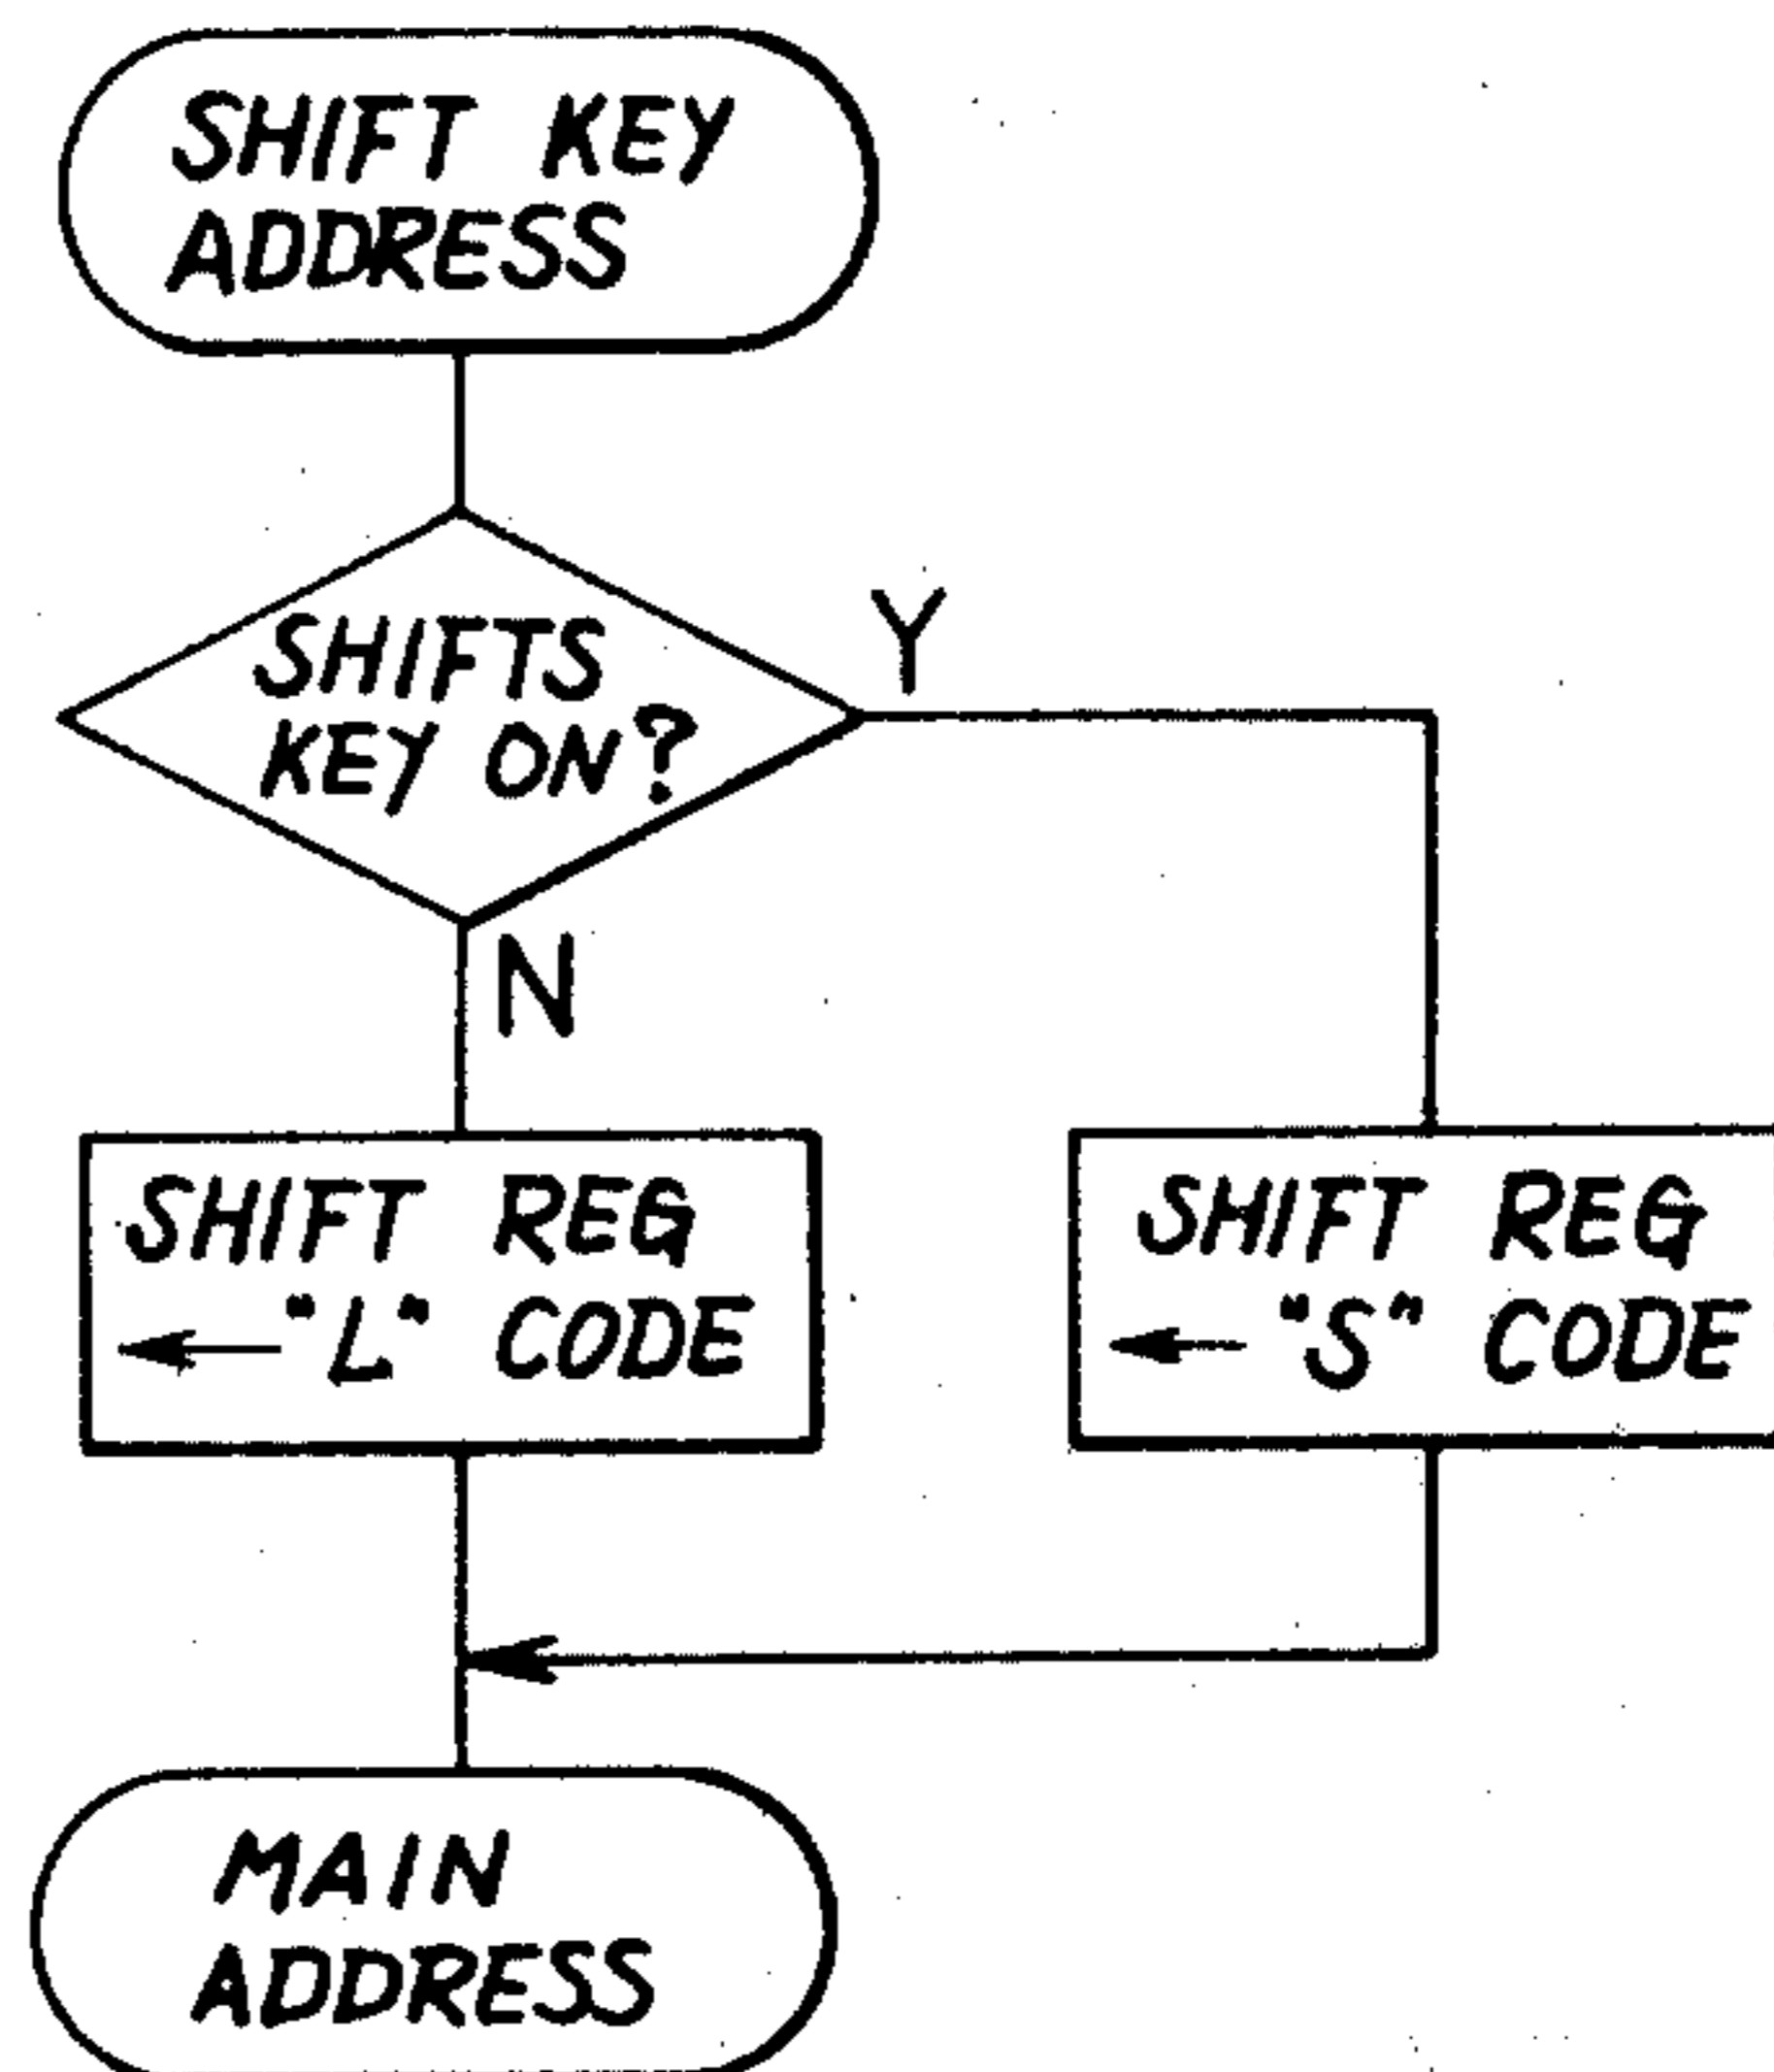 SHIFT KEY
ADDRESS
SHIFTS
KEY ON?
Y
N
SHIFT REG
← "L" CODE
SHIFT REG
← "S" CODE
MAIN
ADDRESS